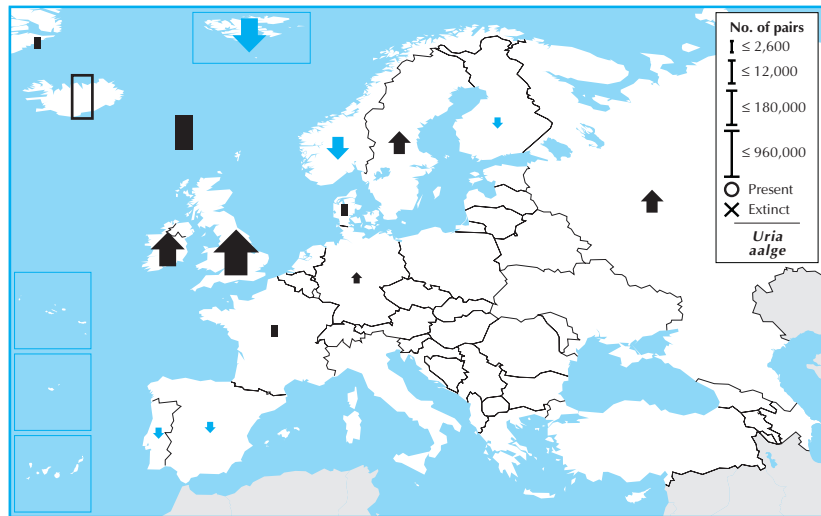 No. of pairs
≤ 2,600
≤ 12,000
≤ 180,000
≤ 960,000
Present
Extinct
Uria
aalge